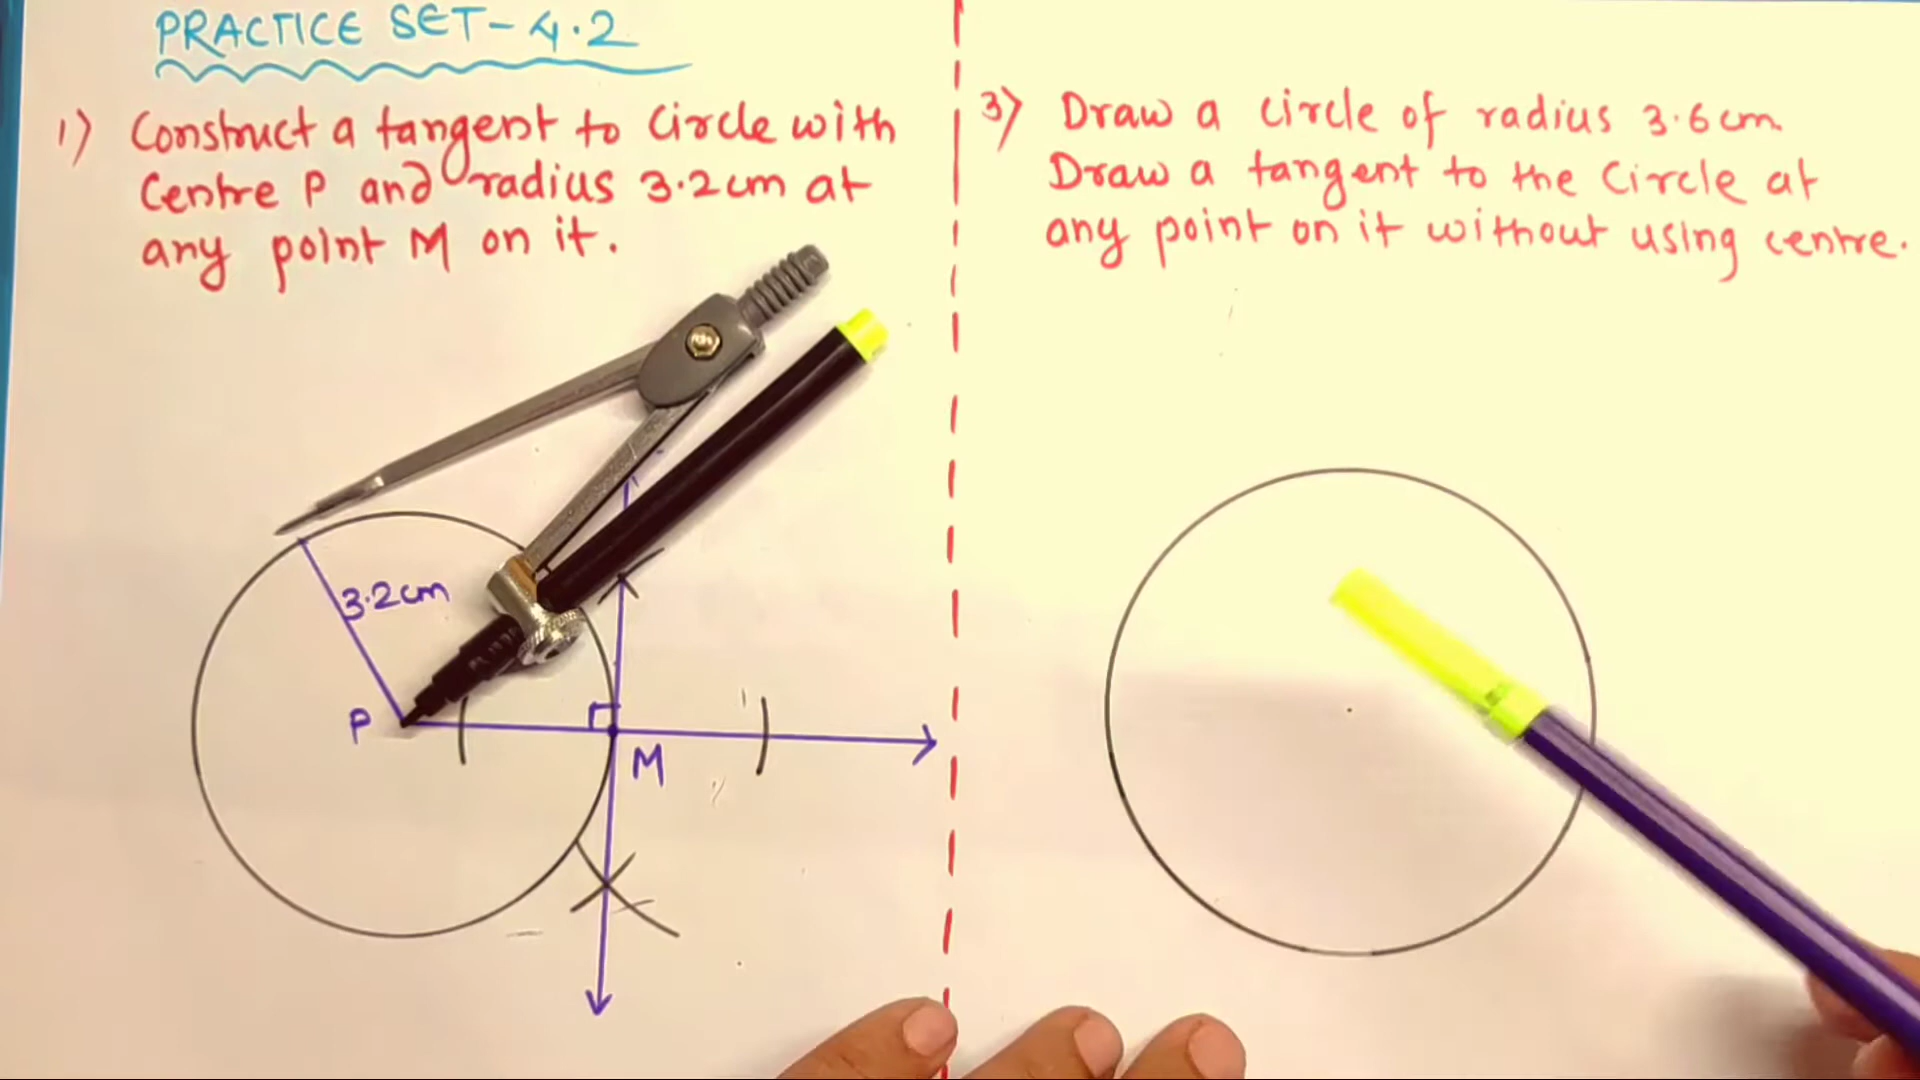 PRACTICE SET-4.2
1) Construct a tangent to Circle with
Centre P and radius 3.2cm at
any point M on it.
3.2cm
P
M
3) Draw a circle of radius 3.6cm.
Draw a tangent to the Circle at
any point on it without using centre.